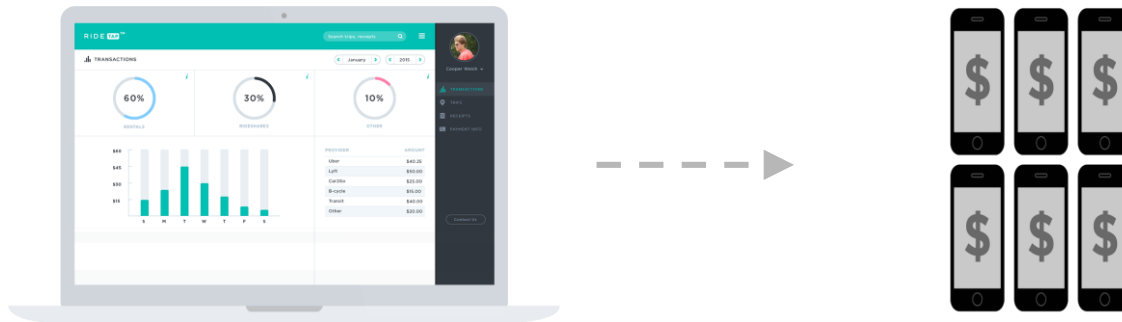 RIDE TAP™
Search trips, receipts
TRANSACTIONS
January
2015
Cooper Welch
60%
RENTALS
30%
RIDESHARES
10%
OTHER
TRANSACTIONS
TRIPS
RECEIPTS
PAYMENT INFO
Contact Us
$60
$45
$30
$15
S M T W T F S
PROVIDER AMOUNT
Uber $40.25
Lyft $50.00
Car2Go $25.00
B-cycle $15.00
Transit $40.00
Other $20.00
$ $ $
$ $ $